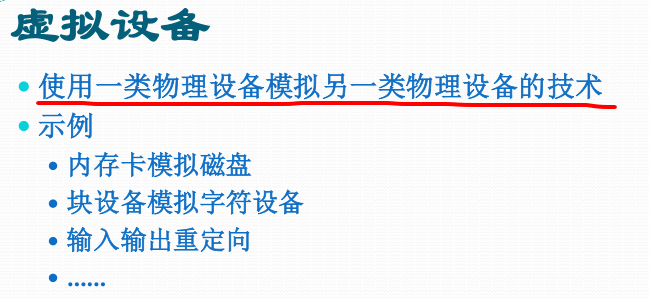 虚拟设备
使用一类物理设备模拟另一类物理设备的技术
示例
内存卡模拟磁盘
块设备模拟字符设备
输入输出重定向
......